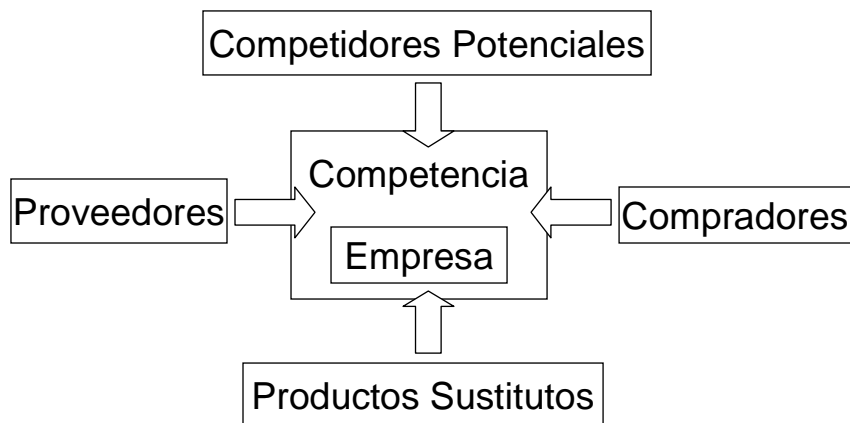 Competidores Potenciales
Competencia
Proveedores
Compradores
Empresa
Productos Sustitutos